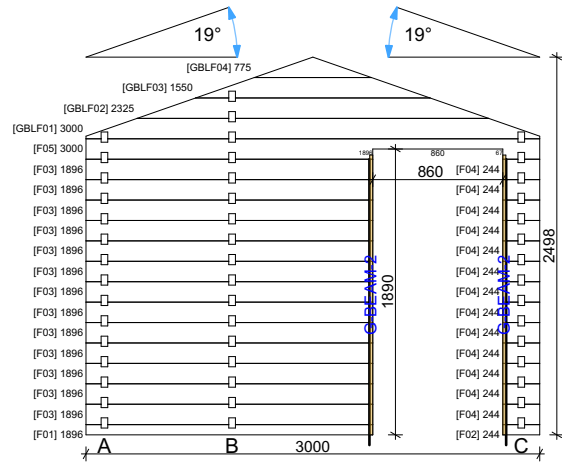 19° 19°
[GBLF04] 775
[GBLF03] 1550
[GBLF02] 2325
[GBLF01] 3000
[F05] 3000
860
[F03] 1896 860 [F04] 244
[F03] 1896 [F04] 244
[F03] 1896 [F04] 244
[F03] 1896 [F04] 244
[F03] 1896 [F04] 244
[F03] 1896 [F04] 244
[F03] 1896 [F04] 244
[F03] 1896 [F04] 244
[F03] 1896 [F04] 244
[F03] 1896 [F04] 244
[F03] 1896 [F04] 244
[F03] 1896 [F04] 244
[F03] 1896 [F04] 244
[F01] 1896 [F02] 244
G-BEAM 2
1890
G-BEAM 2
2498
A B C
3000